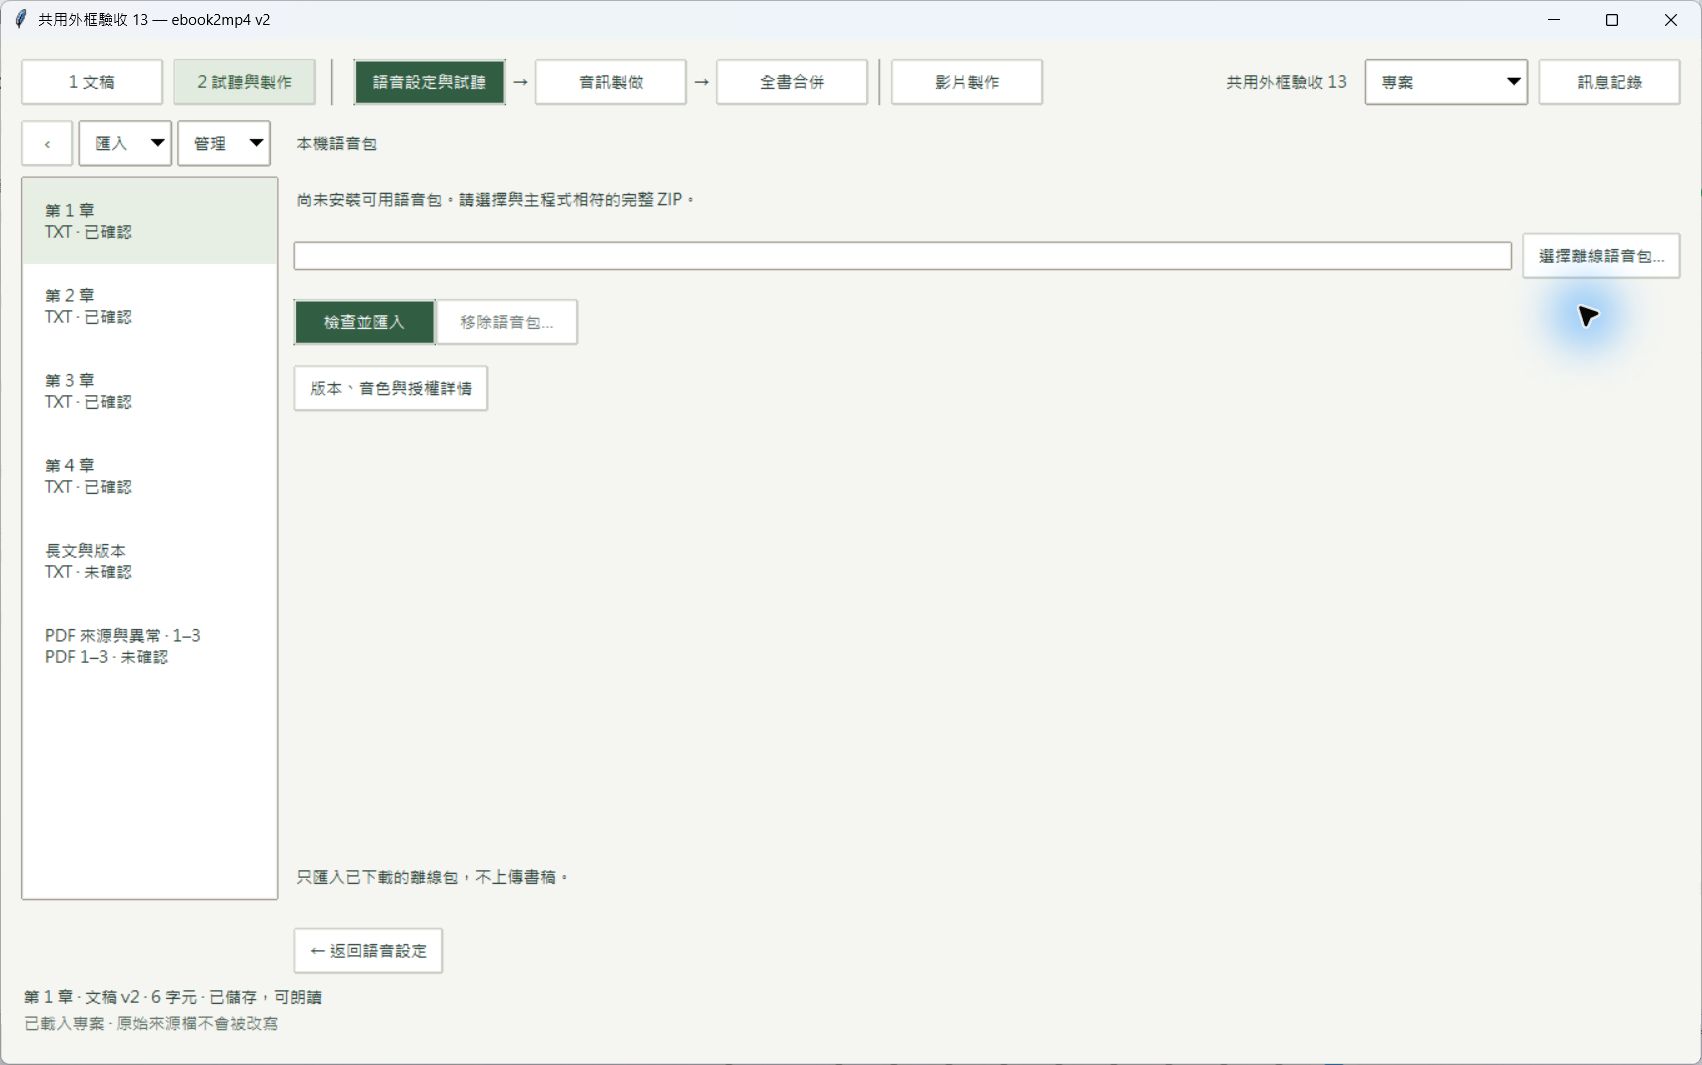 共用外框驗收 13 — ebook2mp4 v2
1 文稿
2 試聽與製作
語音設定與試聽
→
音訊製做
→
全書合併
影片製作
共用外框驗收 13
專案
訊息記錄
‹
匯入
管理
本機語音包
第 1 章
TXT · 已確認
第 2 章
TXT · 已確認
第 3 章
TXT · 已確認
第 4 章
TXT · 已確認
長文與版本
TXT · 未確認
PDF 來源與異常 · 1–3
PDF 1–3 · 未確認
尚未安裝可用語音包。請選擇與主程式相符的完整 ZIP。
選擇離線語音包...
檢查並匯入
移除語音包...
版本、音色與授權詳情
只匯入已下載的離線包，不上傳書稿。
← 返回語音設定
第 1 章 · 文稿 v2 · 6 字元 · 已儲存，可朗讀
已載入專案 · 原始來源檔不會被改寫